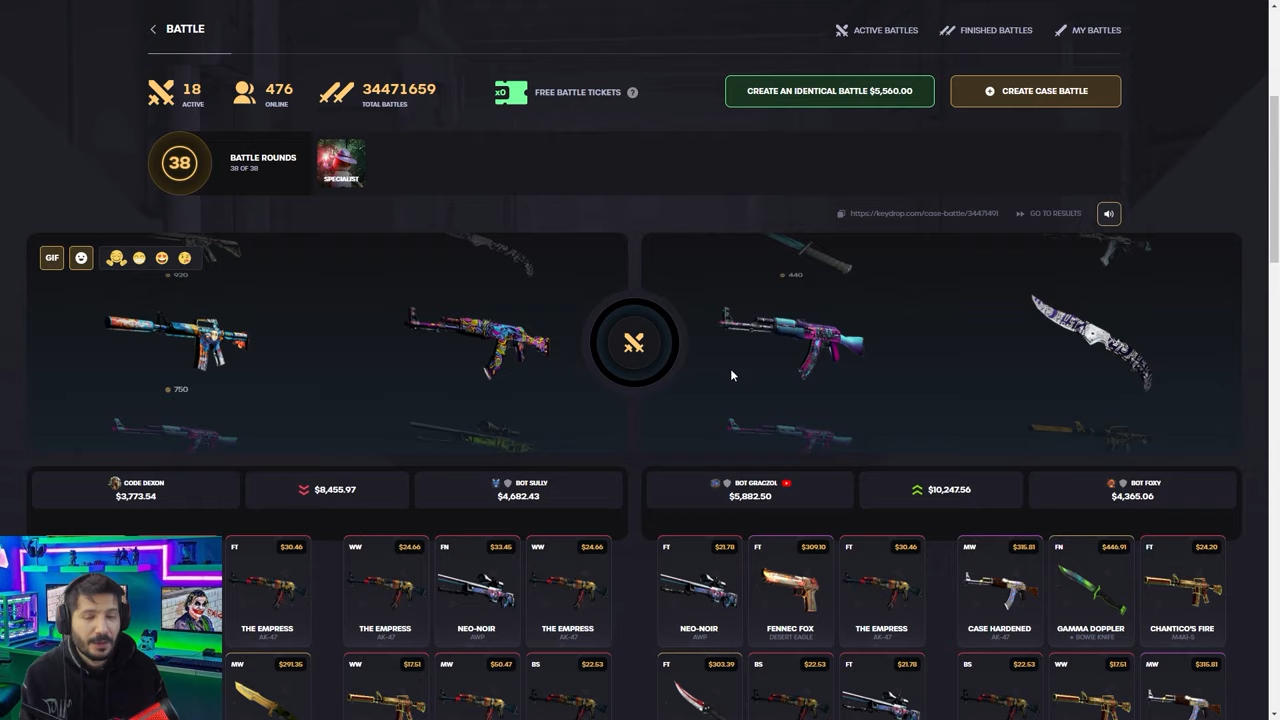 BATTLE
ACTIVE BATTLES
FINISHED BATTLES
MY BATTLES
18
ACTIVE
476
ONLINE
34471659
TOTAL BATTLES
x0
FREE BATTLE TICKETS ?
CREATE AN IDENTICAL BATTLE $5,560.00
CREATE CASE BATTLE
38
BATTLE ROUNDS
38 OF 38
SPECIALIST
https://keydrop.com/case-battle/34471491
GO TO RESULTS
GIF
920
440
750
CODE DEXON
$3,773.54
$8,455.97
BOT SULLY
$4,682.43
BOT GRACZOL
$5,882.50
$10,247.56
BOT FOXY
$4,365.06
FT $30.46
THE EMPRESS
AK-47
WW $24.66
THE EMPRESS
AK-47
FN $33.45
NEO-NOIR
AWP
WW $24.66
THE EMPRESS
AK-47
FT $21.78
NEO-NOIR
AWP
FT $309.10
FENNEC FOX
DESERT EAGLE
FT $30.46
THE EMPRESS
AK-47
MW $315.81
CASE HARDENED
AK-47
FN $446.91
GAMMA DOPPLER
★ BOWIE KNIFE
FT $24.20
CHANTICO'S FIRE
M4A1-S
MW $291.35
WW $17.51
MW $50.47
BS $22.53
FT $303.39
BS $22.53
FT $21.78
BS $22.53
WW $17.51
MW $315.81